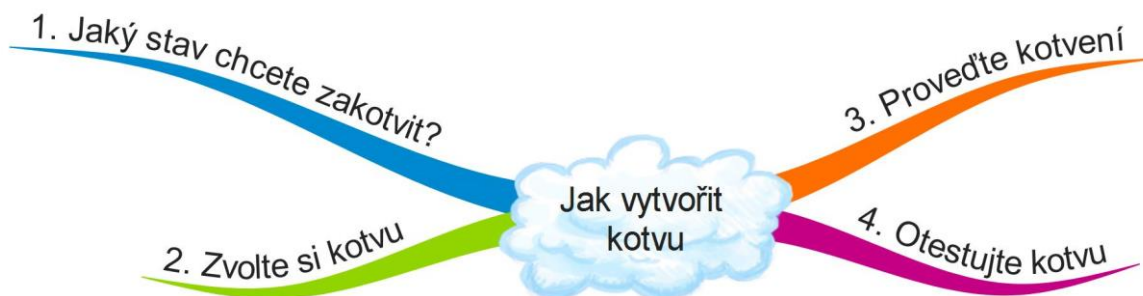 1. Jaký stav chcete zakotvit?
2. Zvolte si kotvu
Jak vytvořit
kotvu
3. Proveďte kotvení
4. Otestujte kotvu